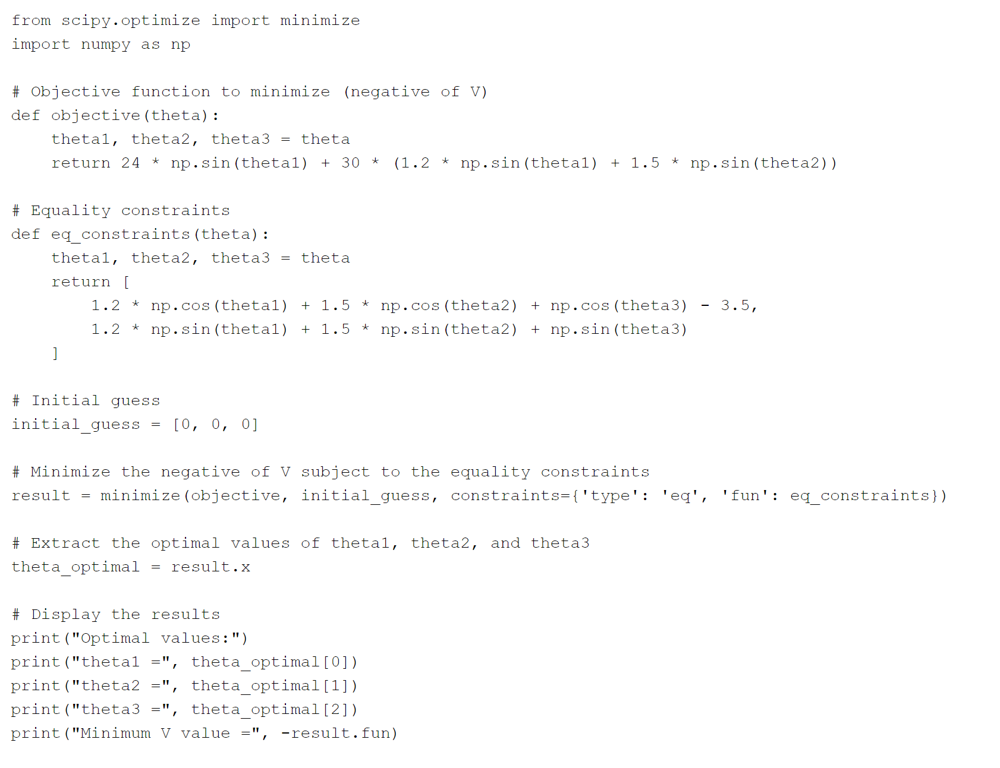 from scipy.optimize import minimize
import numpy as np

# Objective function to minimize (negative of V)
def objective(theta):
    theta1, theta2, theta3 = theta
    return 24 * np.sin(theta1) + 30 * (1.2 * np.sin(theta1) + 1.5 * np.sin(theta2))

# Equality constraints
def eq_constraints(theta):
    theta1, theta2, theta3 = theta
    return [
        1.2 * np.cos(theta1) + 1.5 * np.cos(theta2) + np.cos(theta3) - 3.5,
        1.2 * np.sin(theta1) + 1.5 * np.sin(theta2) + np.sin(theta3)
    ]

# Initial guess
initial_guess = [0, 0, 0]

# Minimize the negative of V subject to the equality constraints
result = minimize(objective, initial_guess, constraints={'type': 'eq', 'fun': eq_constraints})

# Extract the optimal values of theta1, theta2, and theta3
theta_optimal = result.x

# Display the results
print("Optimal values:")
print("theta1 =", theta_optimal[0])
print("theta2 =", theta_optimal[1])
print("theta3 =", theta_optimal[2])
print("Minimum V value =", -result.fun)